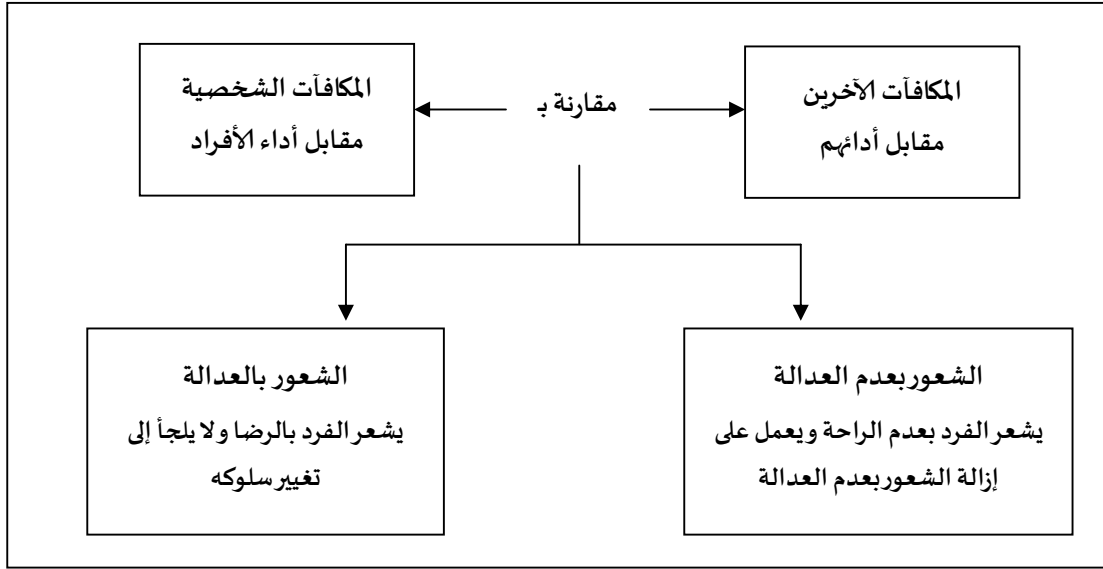 المكافآت الآخرين
مقابل أدائهم
مقارنة بـ
المكافآت الشخصية
مقابل أداء الأفراد
الشعور بعدم العدالة
يشعر الفرد بعدم الراحة ويعمل على
إزالة الشعور بعدم العدالة
الشعور بالعدالة
يشعر الفرد بالرضا ولا يلجأ إلى
تغيير سلوكه